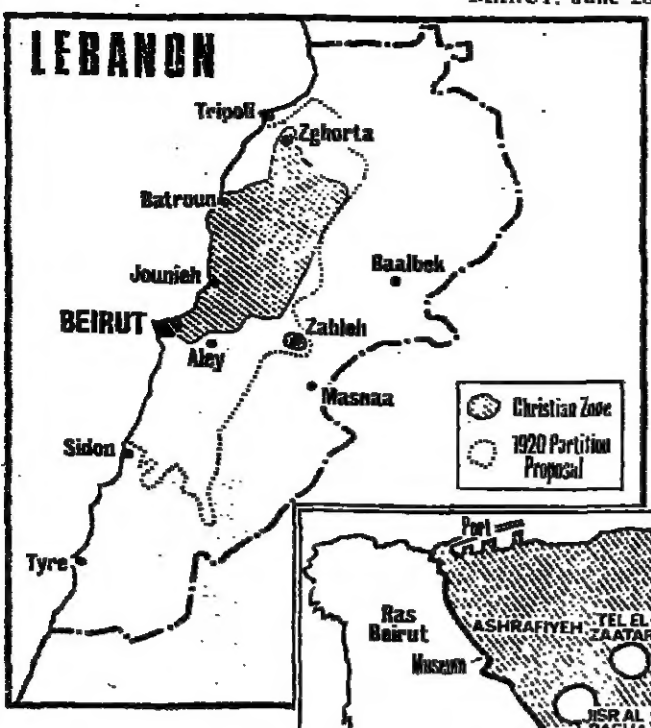 June
LEBANON
Tripoli
Zghorta
Batroun
Baalbek
Jounieh
BEIRUT
Zahleh
Aley
Masnaa
Christian Zone
1920 Partition
Proposal
Sidon
Port
Tyre
Ras
Beirut
ASHRAFIYEH
TEL EL
ZAATAR
Museum
JISR AL